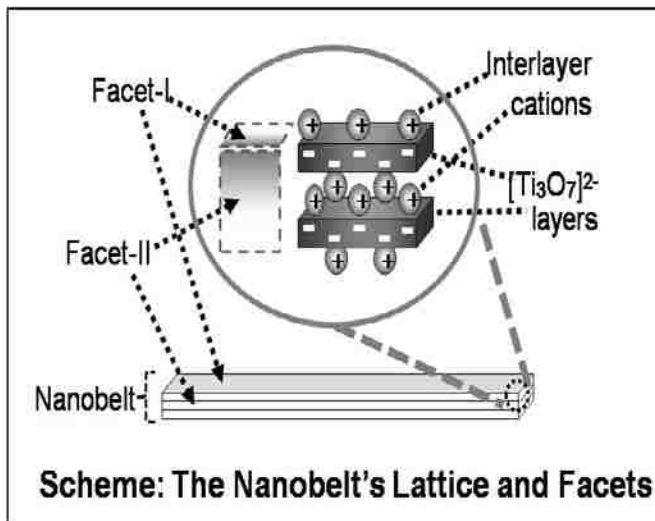 Facet-I
Interlayer
cations
[Ti₃O₇]²⁻
layers
Facet-II
Nanobelt
+ + +
+ +
+ + +
+ +
Scheme: The Nanobelt's Lattice and Facets